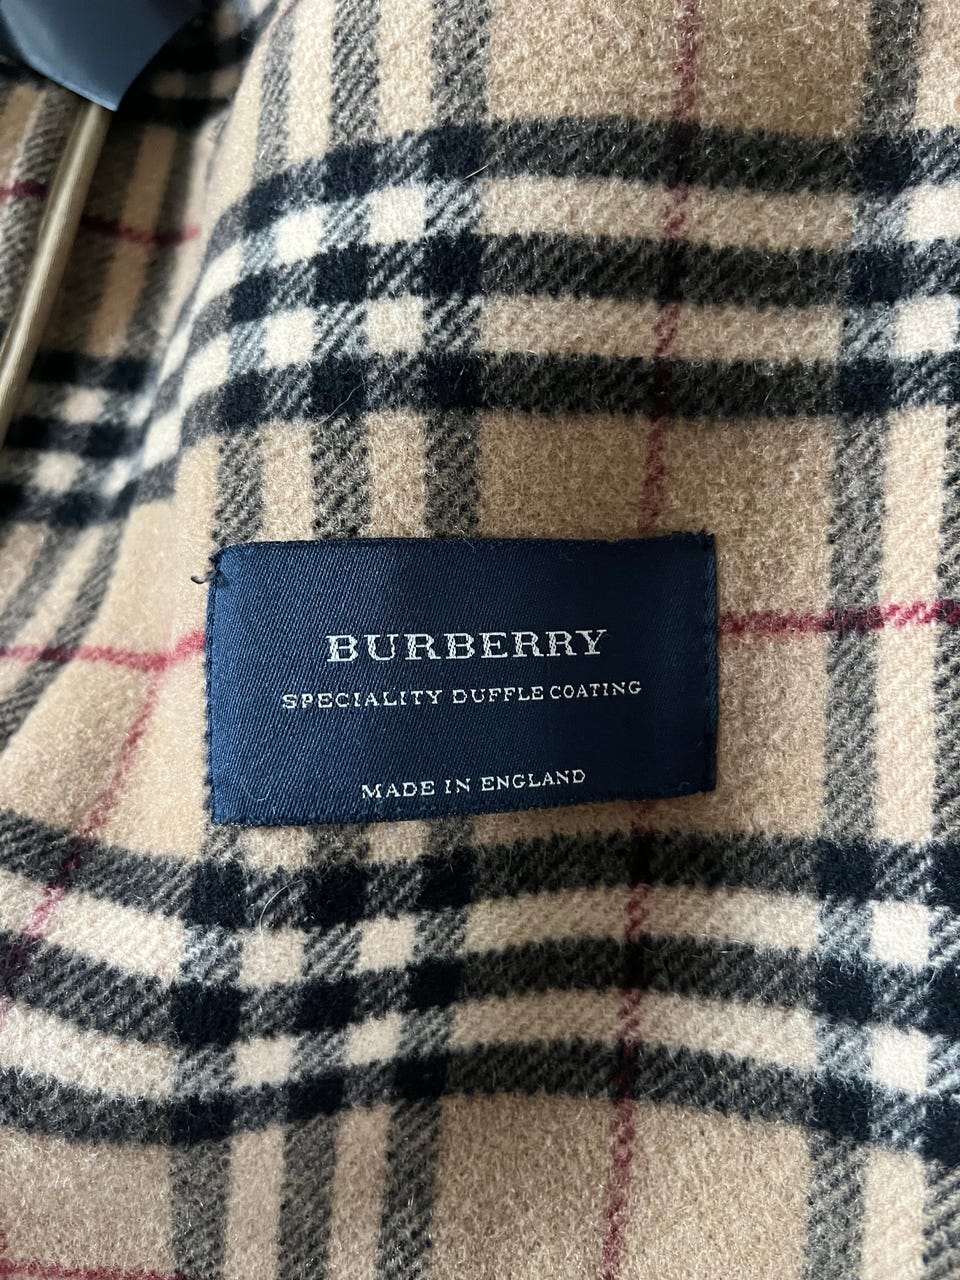 BURBERRY
SPECIALITY DUFFLE COATING
MADE IN ENGLAND